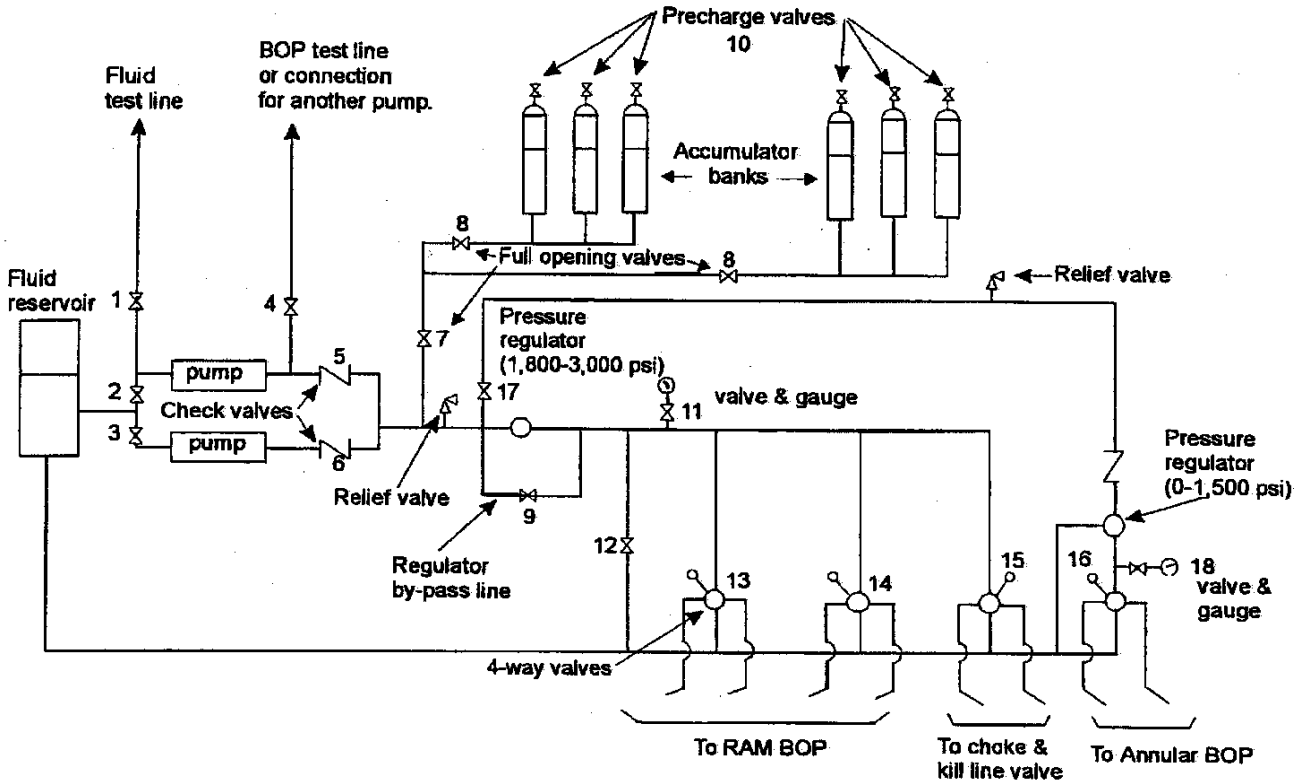 Precharge valves
10
BOP test line
or connection
for another pump.
Fluid
test line
Accumulator
banks
8
Full opening valves
8
Relief valve
Fluid
reservoir
1
4
7
Pressure
regulator
(1,800-3,000 psi)
5
pump
2
17
valve & gauge
11
Check valves
3
pump
6
Relief valve
9
Pressure
regulator
(0-1,500 psi)
12
Regulator
by-pass line
13
14
15
16
18
valve &
gauge
4-way valves
To RAM BOP
To choke &
kill line valve
To Annular BOP